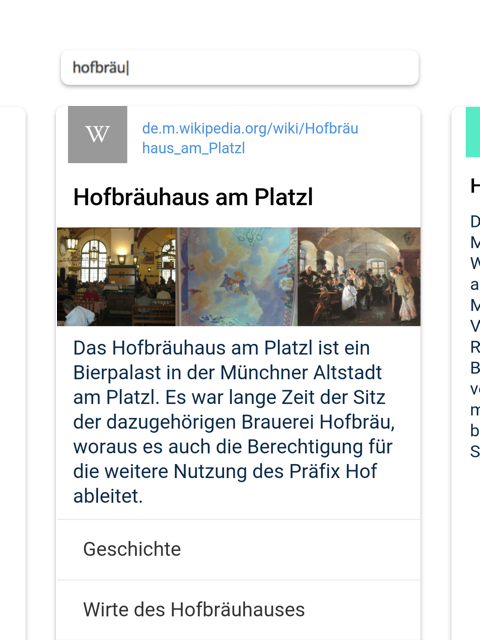 hofbräu
W
de.m.wikipedia.org/wiki/Hofbräu
haus_am_Platzl
Hofbräuhaus am Platzl
Das Hofbräuhaus am Platzl ist ein
Bierpalast in der Münchner Altstadt
am Platzl. Es war lange Zeit der Sitz
der dazugehörigen Brauerei Hofbräu,
woraus es auch die Berechtigung für
die weitere Nutzung des Präfix Hof
ableitet.
Geschichte
Wirte des Hofbräuhauses